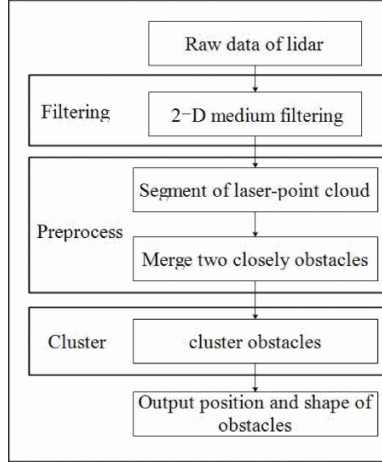 Raw data of lidar
Filtering
2-D medium filtering
Segment of laser-point cloud
Preprocess
Merge two closely obstacles
Cluster
cluster obstacles
Output position and shape of
obstacles